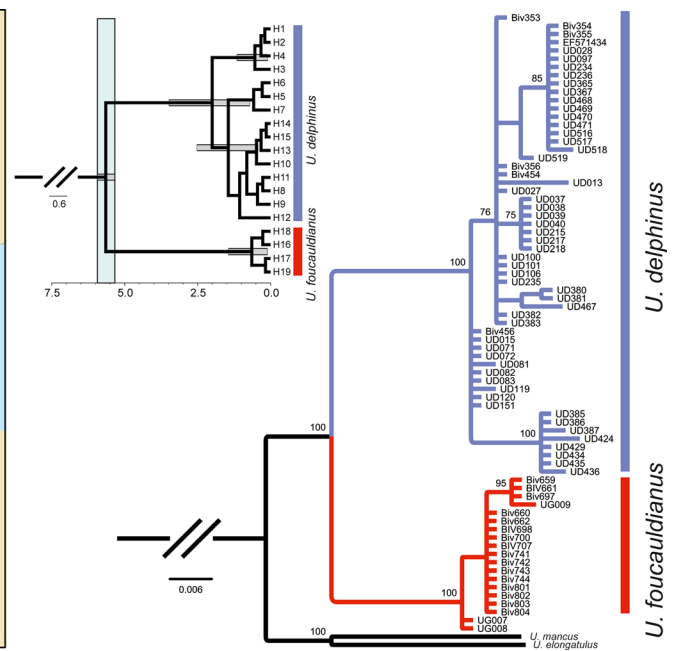 H1
H2
H4
H3
H6
H5
H7
H14
H15
H13
H10
H11
H8
H9
H12
H18
H16
H17
H19
U. delphinus
U. foucauldianus
0.6
7.5 5.0 2.5 0.0
Biv353
Biv354
Biv355
EF571434
UD028
UD097
UD234
UD236
UD365
UD367
UD468
UD469
UD470
UD471
UD516
UD517
UD518
UD519
85
Biv356
Biv454
UD013
UD027
76
75
UD037
UD038
UD039
UD040
UD215
UD217
UD218
UD100
UD101
UD106
UD235
100
UD380
UD381
UD467
UD382
UD383
Biv456
UD015
UD071
UD072
UD081
UD082
UD083
UD119
UD120
UD151
UD385
UD386
UD387
UD424
UD429
UD434
UD435
UD436
100
100
U. delphinus
95
Biv659
BIV661
Biv697
UG009
Biv660
Biv662
BIV698
Biv700
BIV707
Biv741
Biv742
Biv743
Biv744
Biv801
Biv802
Biv803
Biv804
100
UG007
UG008
U. foucauldianus
0.006
100
U. mancus
U. elongatulus